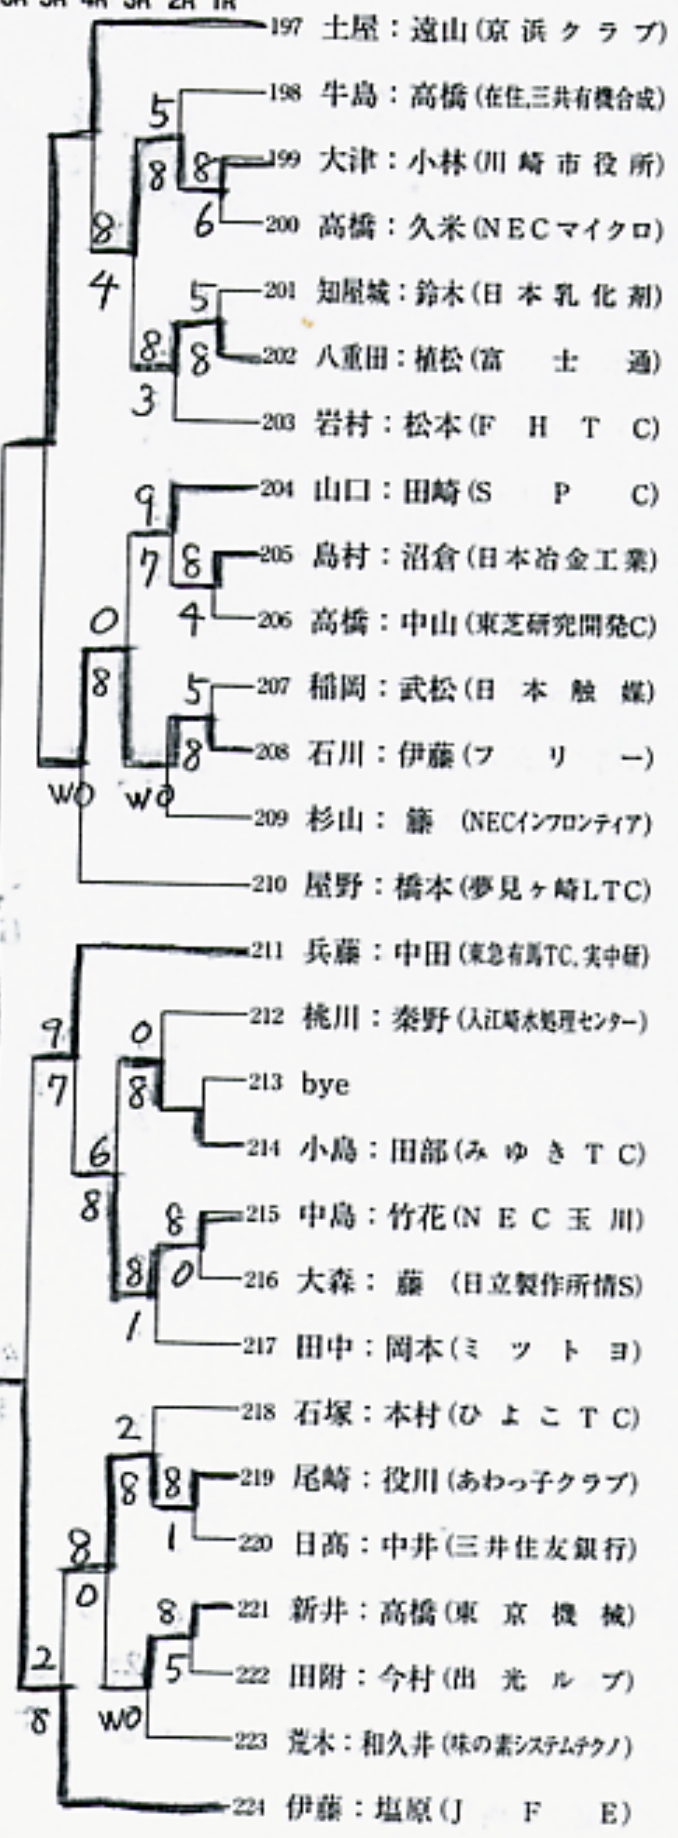 197 土屋：遠山(京浜クラブ)
5 198 牛島：高橋(在住,三共有機合成)
8 8 199 大津：小林(川崎市役所)
8 6 200 高橋：久米(NECマイクロ)
4 5 201 知屋城：鈴木(日本乳化剤)
8 8 202 八重田：植松(富士通)
3 203 岩村：松本(FHTC)
9 204 山口：田崎(SPC)
7 8 205 島村：沼倉(日本冶金工業)
0 4 206 高橋：中山(東芝研究開発C)
8 5 207 稲岡：武松(日本触媒)
8 208 石川：伊藤(フリー)
WO WO 209 杉山：籐(NECインフロンティア)
210 屋野：橋本(夢見ヶ崎LTC)
211 兵藤：中田(東急有馬TC,実中研)
9 0 212 桃川：秦野(入江崎水処理センター)
7 8 213 bye
6 214 小島：田部(みゆきTC)
8 8 215 中島：竹花(NEC玉川)
8 0 216 大森：藤(日立製作所情S)
1 217 田中：岡本(ミツトヨ)
2 218 石塚：本村(ひよこTC)
8 8 219 尾崎：役川(あわっ子クラブ)
8 1 220 日高：中井(三井住友銀行)
0 8 221 新井：高橋(東京機械)
2 5 222 田附：今村(出光ルブ)
8 WO 223 荒木：和久井(味の素システムテクノ)
224 伊藤：塩原(JFE)